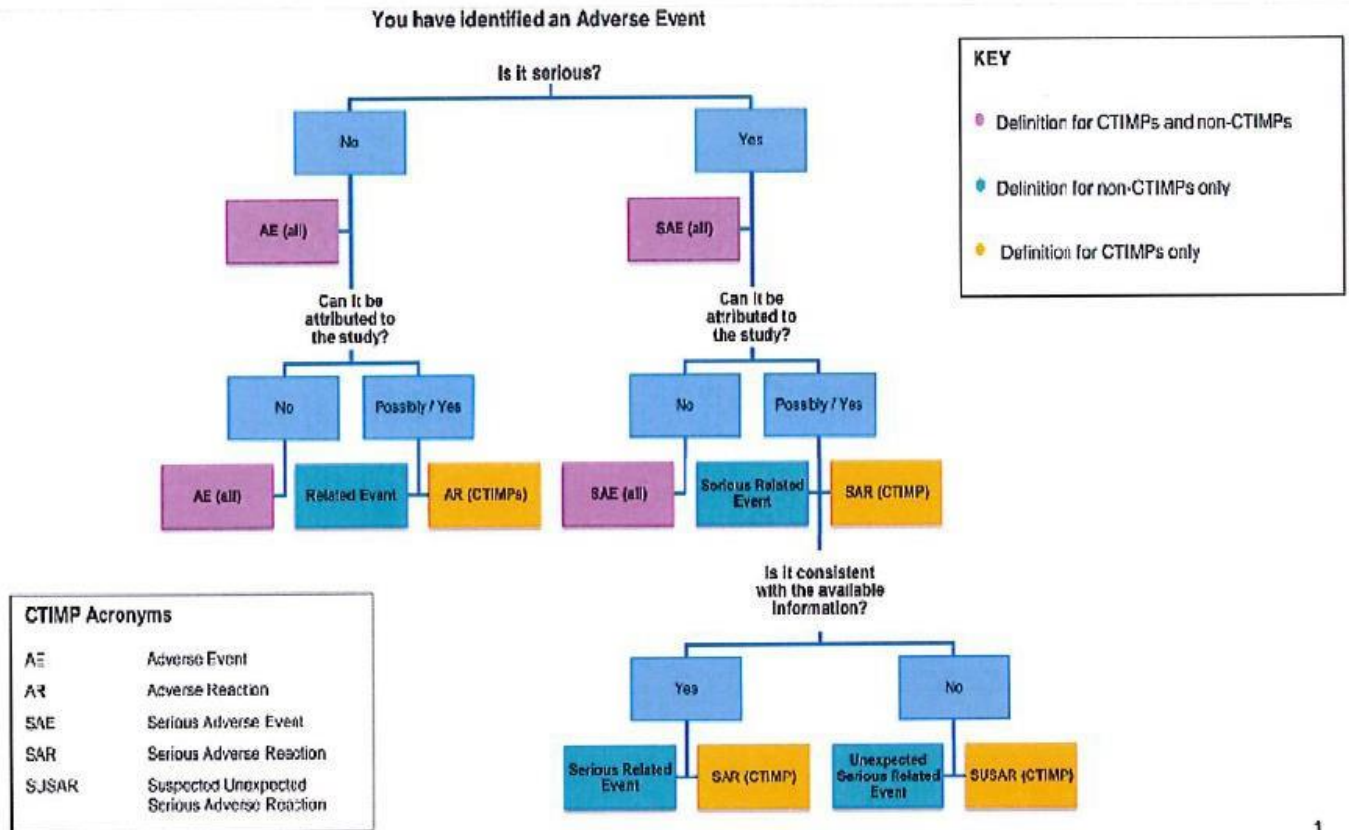 You have identified an Adverse Event
Is it serious?
No
Yes
AE (all)
SAE (all)
Can it be
attributed to
the study?
Can it be
attributed to
the study?
No
Possibly / Yes
No
Possibly / Yes
AE (all)
Related Event
AR (CTIMPs)
SAE (all)
Serious Related
Event
SAR (CTIMP)
Is it consistent
with the available
information?
Yes
No
Serious Related
Event
SAR (CTIMP)
Unexpected
Serious Related
Event
SUSAR (CTIMP)
KEY
Definition for CTIMPs and non-CTIMPs
Definition for non-CTIMPs only
Definition for CTIMPs only
CTIMP Acronyms
AE Adverse Event
AR Adverse Reaction
SAE Serious Adverse Event
SAR Serious Adverse Reaction
SUSAR Suspected Unexpected
Serious Adverse Reaction
1